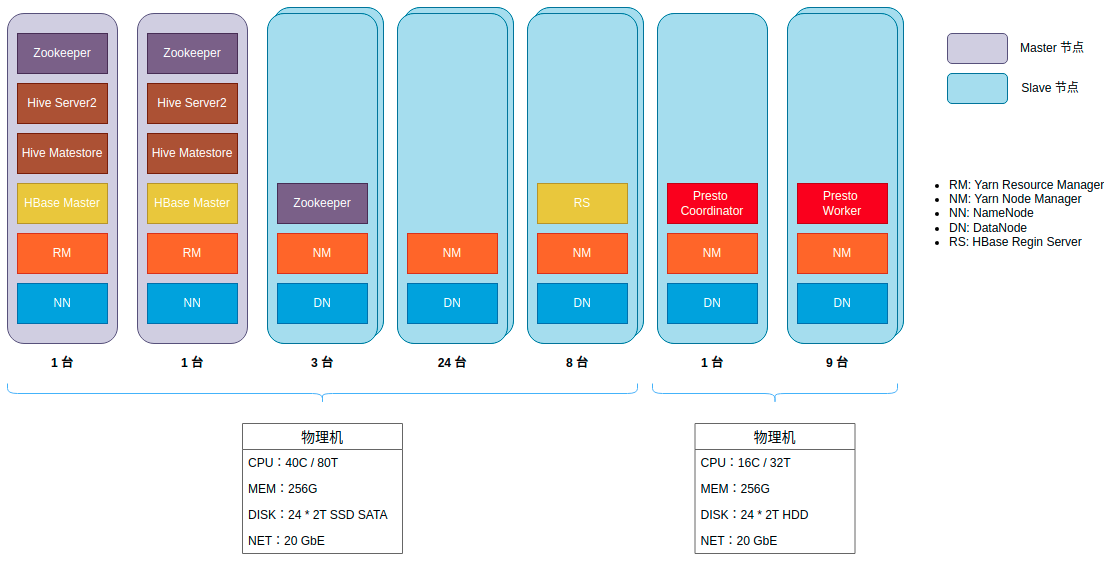 Zookeeper
Hive Server2
Hive Matestore
HBase Master
RM
NN
1 台
Zookeeper
Hive Server2
Hive Matestore
HBase Master
RM
NN
1 台
Zookeeper
NM
DN
3 台
NM
DN
24 台
RS
NM
DN
8 台
Presto
Coordinator
NM
DN
1 台
Presto
Worker
NM
DN
9 台
Master 节点
Slave 节点
• RM: Yarn Resource Manager
• NM: Yarn Node Manager
• NN: NameNode
• DN: DataNode
• RS: HBase Regin Server
物理机
CPU：40C / 80T
MEM：256G
DISK：24 * 2T SSD SATA
NET：20 GbE
物理机
CPU：16C / 32T
MEM：256G
DISK：24 * 2T HDD
NET：20 GbE